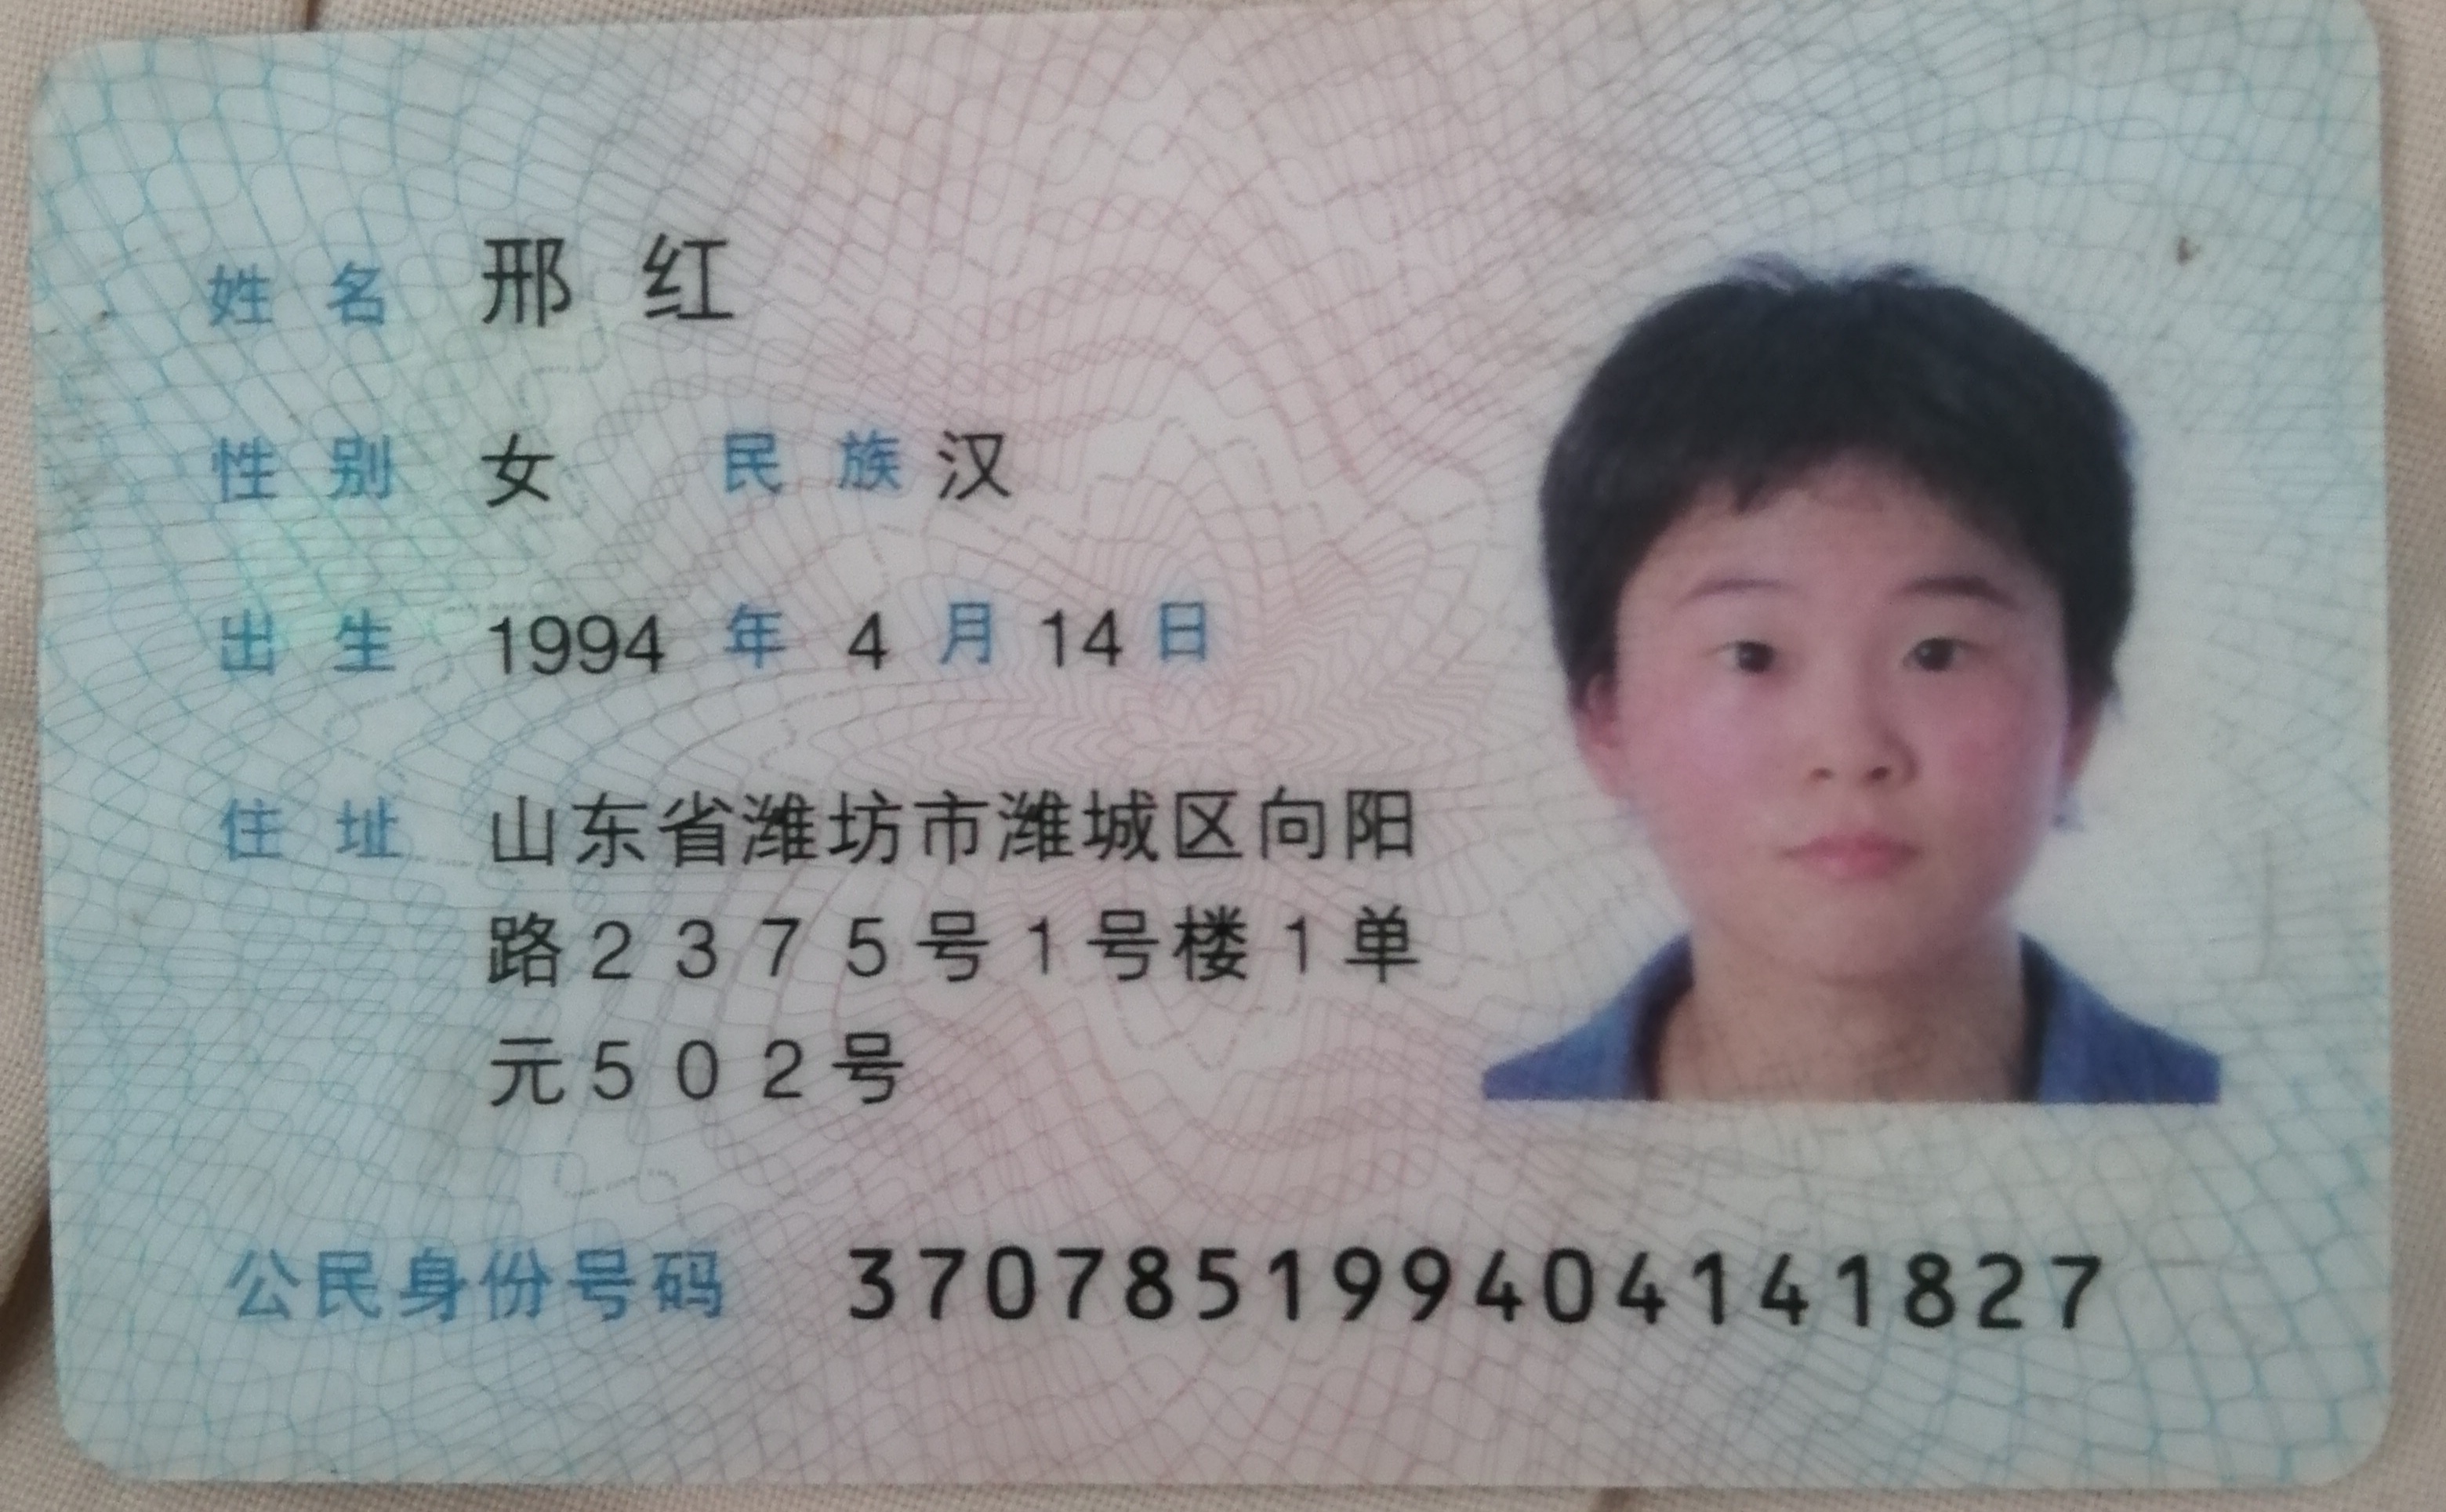 姓名 邢红
性别 女 民族 汉
出生 1994 年 4 月 14 日
住址 山东省潍坊市潍城区向阳
路2375号1号楼1单
元502号
公民身份号码 370785199404141827